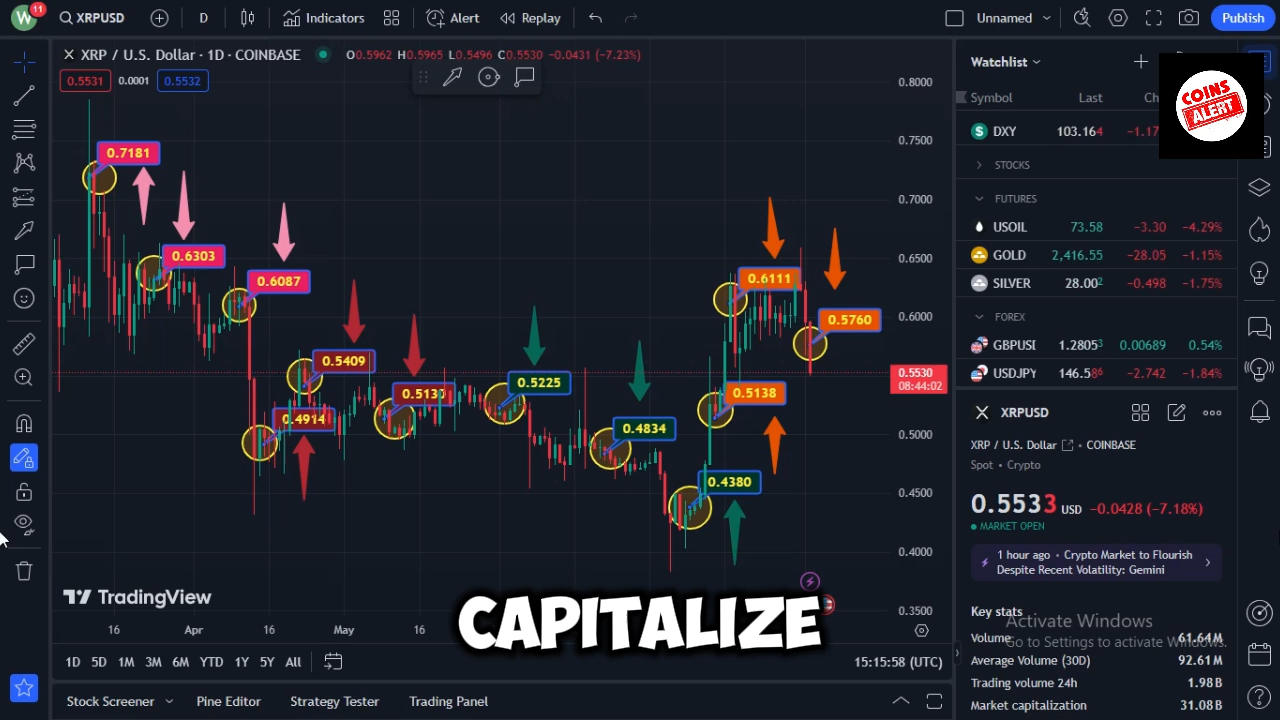 W 11 XRPUSD D Indicators Alert Replay Unnamed Publish
XRP / U.S. Dollar · 1D · COINBASE O0.5962 H0.5965 L0.5496 C0.5530 -0.0431 (-7.23%)
0.5531 0.0001 0.5532
0.8000
0.7500
0.7000
0.6500
0.6000
0.5530
08:44:02
0.5000
0.4500
0.4000
0.3500
0.7181
0.6303
0.6087
0.5409
0.4914
0.5130
0.5225
0.4834
0.4380
0.5138
0.6111
0.5760
TradingView
CAPITALIZE
16 Apr 16 May 16
1D 5D 1M 3M 6M YTD 1Y 5Y All 15:15:58 (UTC)
Stock Screener Pine Editor Strategy Tester Trading Panel
Watchlist
COINS
ALERT
Symbol Last Ch
DXY 103.164 -1.17
STOCKS
FUTURES
USOIL 73.58 -3.30 -4.29%
GOLD 2,416.55 -28.05 -1.15%
SILVER 28.002 -0.498 -1.75%
FOREX
GBPUSI 1.28053 0.00689 0.54%
USDJPY 146.586 -2.742 -1.84%
XRPUSD
XRP / U.S. Dollar · COINBASE
Spot · Crypto
0.5533 USD -0.0428 (-7.18%)
MARKET OPEN
1 hour ago · Crypto Market to Flourish
Despite Recent Volatility: Gemini
Key stats
Activate Windows
Go to Settings to activate Windows.
Volume 61.64M
Average Volume (30D) 92.61M
Trading volume 24h 1.98B
Market capitalization 31.08B